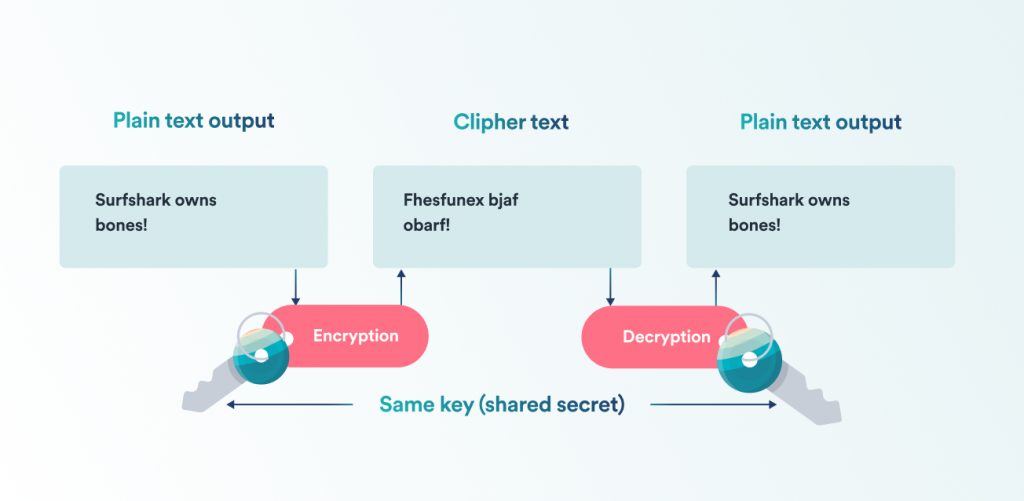 Plain text output
Clipher text
Plain text output
Surfshark owns
bones!
Fhesfunex bjaf
obarf!
Surfshark owns
bones!
Encryption
Decryption
Same key (shared secret)